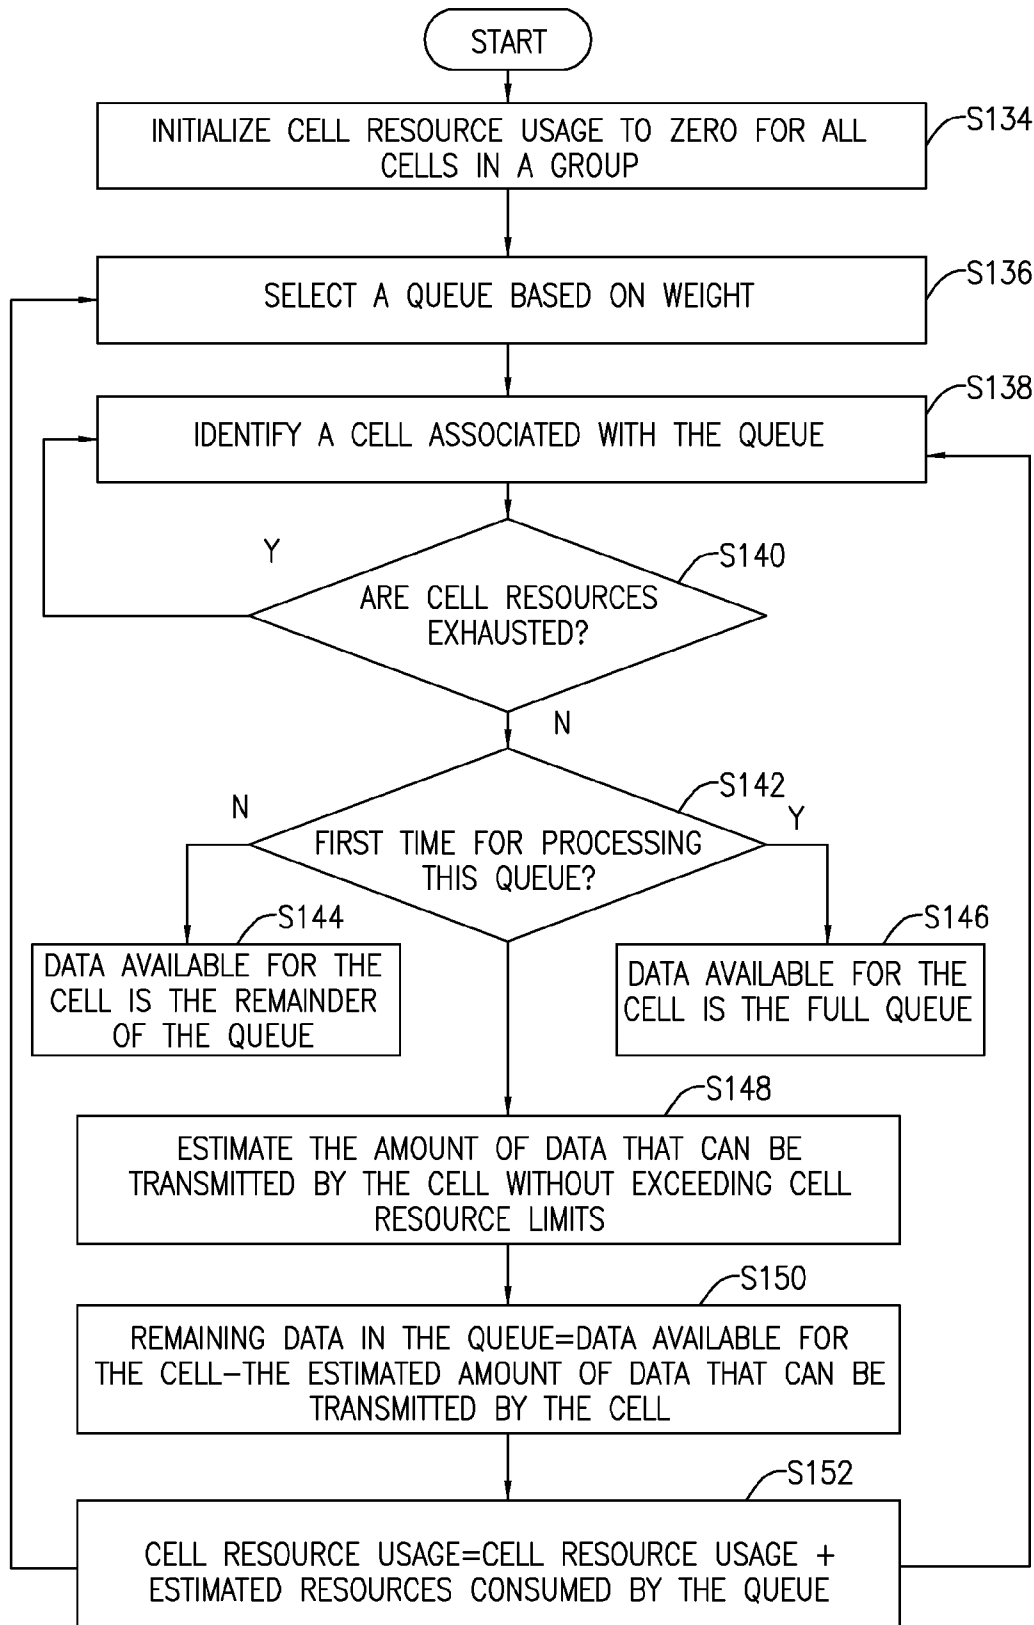 START
INITIALIZE CELL RESOURCE USAGE TO ZERO FOR ALL
CELLS IN A GROUP
S134
SELECT A QUEUE BASED ON WEIGHT
S136
IDENTIFY A CELL ASSOCIATED WITH THE QUEUE
S138
Y
ARE CELL RESOURCES
EXHAUSTED?
S140
N
FIRST TIME FOR PROCESSING
THIS QUEUE?
S142
N
Y
S144
DATA AVAILABLE FOR THE
CELL IS THE REMAINDER
OF THE QUEUE
S146
DATA AVAILABLE FOR THE
CELL IS THE FULL QUEUE
S148
ESTIMATE THE AMOUNT OF DATA THAT CAN BE
TRANSMITTED BY THE CELL WITHOUT EXCEEDING CELL
RESOURCE LIMITS
S150
REMAINING DATA IN THE QUEUE=DATA AVAILABLE FOR
THE CELL-THE ESTIMATED AMOUNT OF DATA THAT CAN BE
TRANSMITTED BY THE CELL
S152
CELL RESOURCE USAGE=CELL RESOURCE USAGE +
ESTIMATED RESOURCES CONSUMED BY THE QUEUE